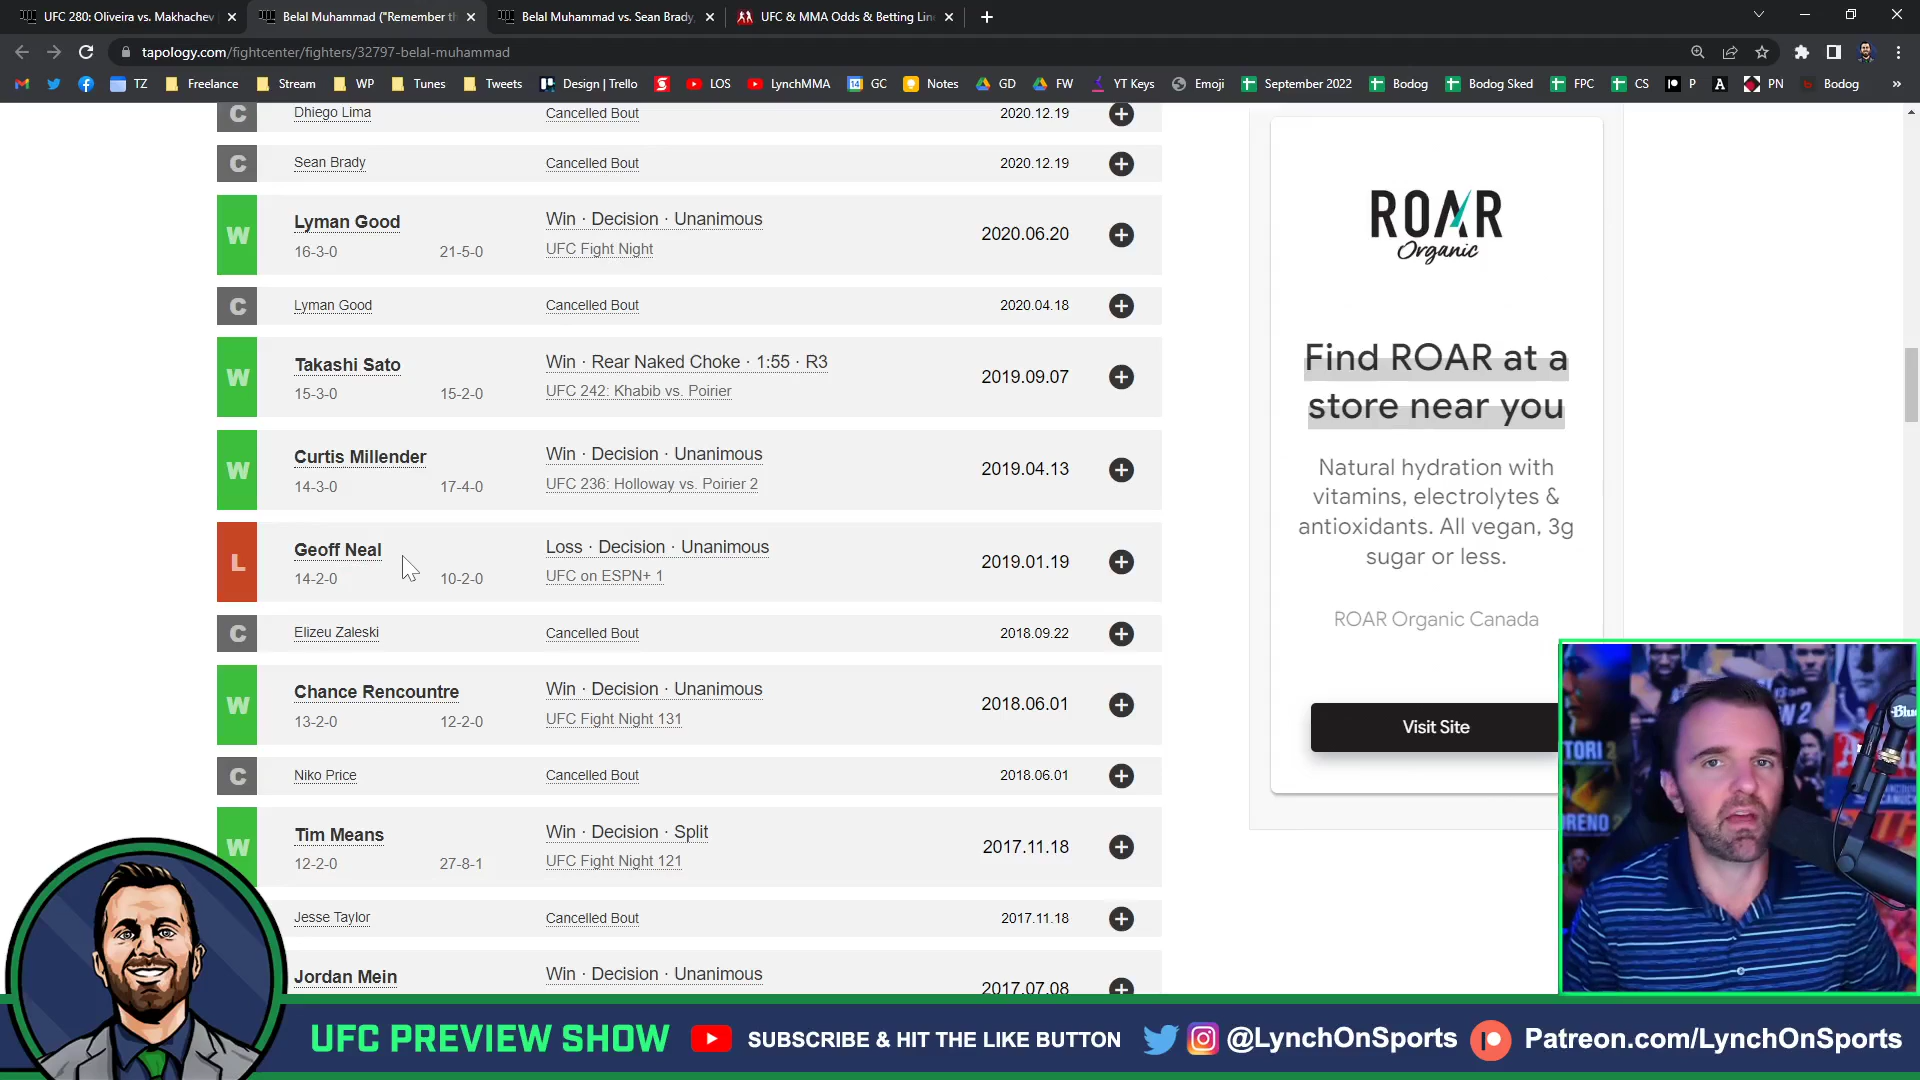 UFC 280: Oliveira vs. Makhachev
Belal Muhammad ("Remember th
Belal Muhammad vs. Sean Brady,
UFC & MMA Odds & Betting Line
tapology.com/fightcenter/fighters/32797-belal-muhammad
TZ Freelance Stream WP Tunes Tweets Design | Trello LOS LynchMMA GC Notes GD FW YT Keys Emoji September 2022 Bodog Bodog Sked FPC CS P PN Bodog »
C Dhiego Lima Cancelled Bout 2020.12.19
C Sean Brady Cancelled Bout 2020.12.19
W Lyman Good Win · Decision · Unanimous 2020.06.20
16-3-0 21-5-0 UFC Fight Night
C Lyman Good Cancelled Bout 2020.04.18
W Takashi Sato Win · Rear Naked Choke · 1:55 · R3 2019.09.07
15-3-0 15-2-0 UFC 242: Khabib vs. Poirier
W Curtis Millender Win · Decision · Unanimous 2019.04.13
14-3-0 17-4-0 UFC 236: Holloway vs. Poirier 2
L Geoff Neal Loss · Decision · Unanimous 2019.01.19
14-2-0 10-2-0 UFC on ESPN+ 1
C Elizeu Zaleski Cancelled Bout 2018.09.22
W Chance Rencountre Win · Decision · Unanimous 2018.06.01
13-2-0 12-2-0 UFC Fight Night 131
C Niko Price Cancelled Bout 2018.06.01
W Tim Means Win · Decision · Split 2017.11.18
12-2-0 27-8-1 UFC Fight Night 121
Jesse Taylor Cancelled Bout 2017.11.18
Jordan Mein Win · Decision · Unanimous 2017.07.08
ROAR
Organic
Find ROAR at a
store near you
Natural hydration with
vitamins, electrolytes &
antioxidants. All vegan, 3g
sugar or less.
ROAR Organic Canada
Visit Site
TORI 2
RENO
Blue
UFC PREVIEW SHOW SUBSCRIBE & HIT THE LIKE BUTTON @LynchOnSports Patreon.com/LynchOnSports